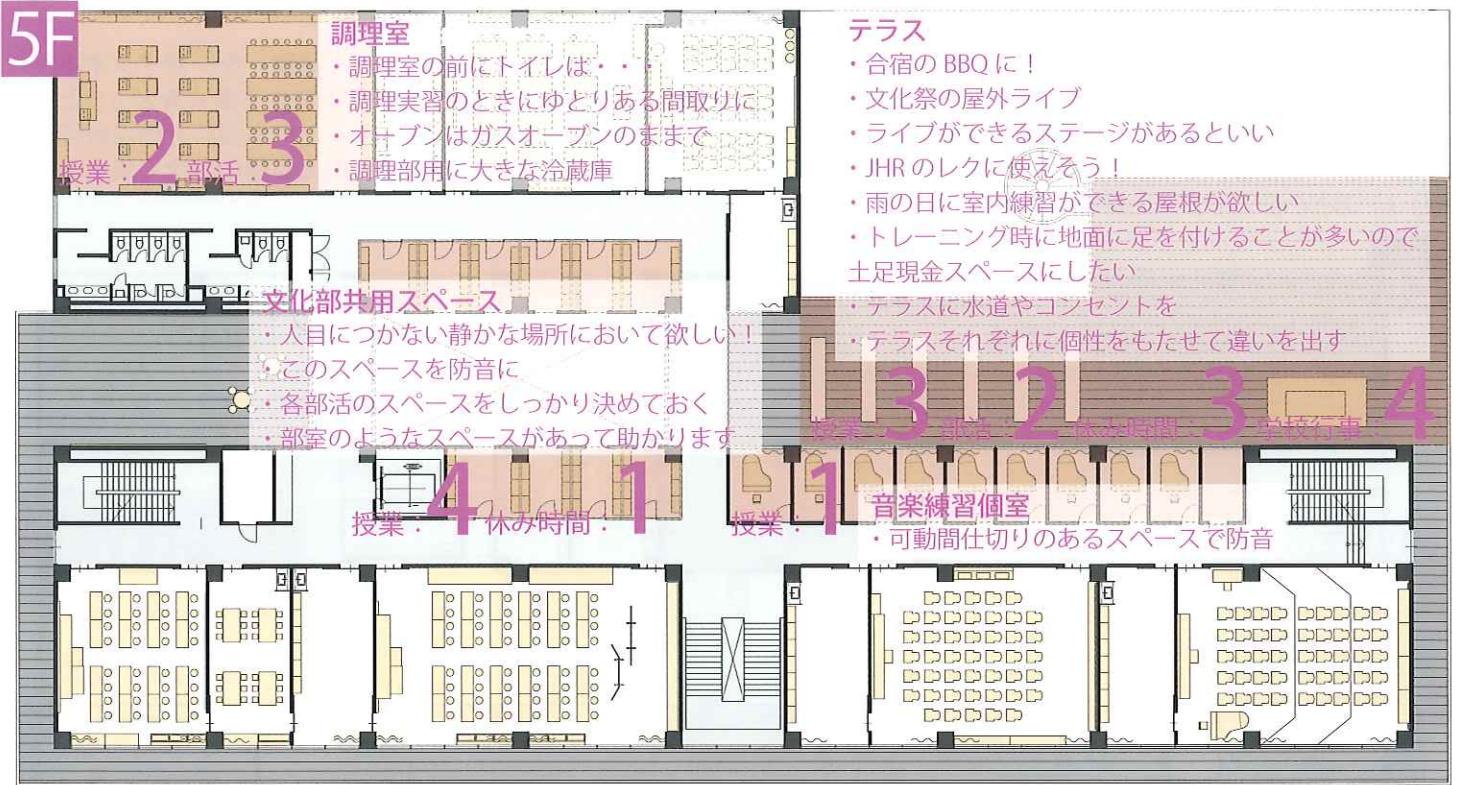 5F
調理室
・調理室の前にトイレは・・・
・調理実習のときにゆとりある間取りに
・オーブンはガスオーブンのままで
・調理部用に大きな冷蔵庫
授業：2 部活：3
テラス
・合宿の BBQ に！
・文化祭の屋外ライブ
・ライブができるステージがあるといい
・JHR のレクに使えそう！
・雨の日に室内練習ができる屋根が欲しい
・トレーニング時に地面に足を付けることが多いので
土足現金スペースにしたい
・テラスに水道やコンセントを
・テラスそれぞれに個性をもたせて違いを出す
授業：3 部活：2 休み時間：3 学校行事：4
文化部共用スペース
・人目につかない静かな場所において欲しい！
・このスペースを防音に
・各部活のスペースをしっかり決めておく
・部室のようなスペースがあって助かります
授業：4 休み時間：1
授業：1
音楽練習個室
・可動間仕切りのあるスペースで防音